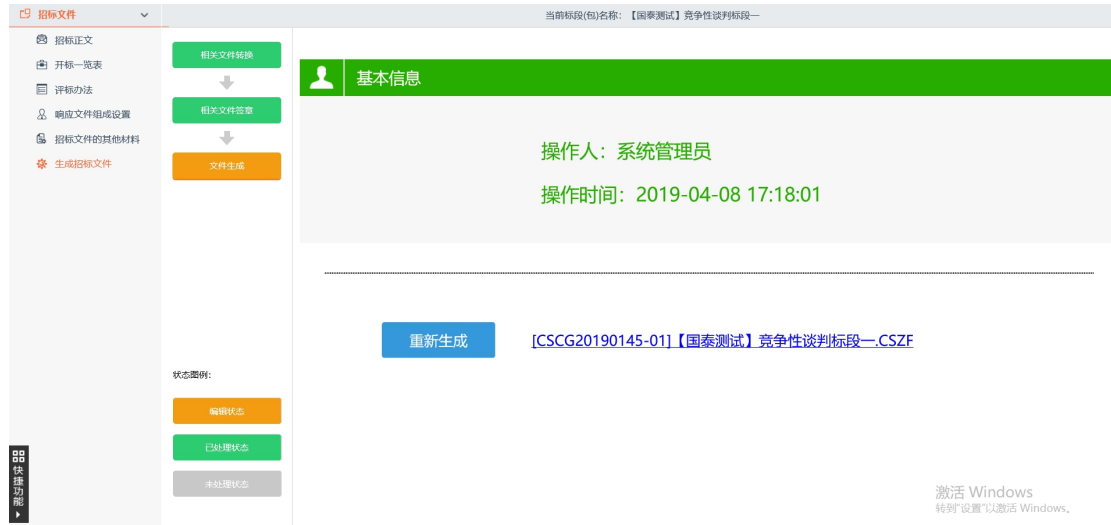 招标文件
当前标段(包)名称：【国泰测试】竞争性谈判标段一
招标正文
开标一览表
评标办法
响应文件组成设置
招标文件的其他材料
生成招标文件
相关文件转换
相关文件签章
文件生成
状态图例：
编辑状态
已处理状态
未处理状态
快捷功能
基本信息
操作人：系统管理员
操作时间：2019-04-08 17:18:01
重新生成
[CSCG20190145-01]【国泰测试】竞争性谈判标段一.CSZF
激活 Windows
转到"设置"以激活 Windows。